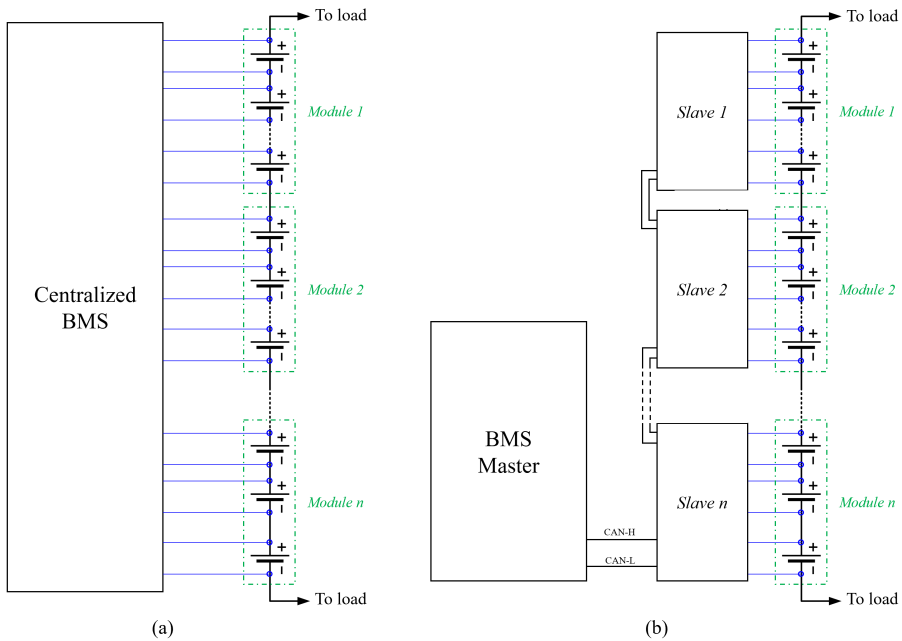 To load
+
+
Module 1
+
Centralized
BMS
+
+
Module 2
+
+
+
Module n
+
To load
(a)
To load
Slave 1
+
+
Module 1
+
Slave 2
+
+
Module 2
+
BMS
Master
Slave n
+
+
Module n
+
CAN-H
CAN-L
To load
(b)